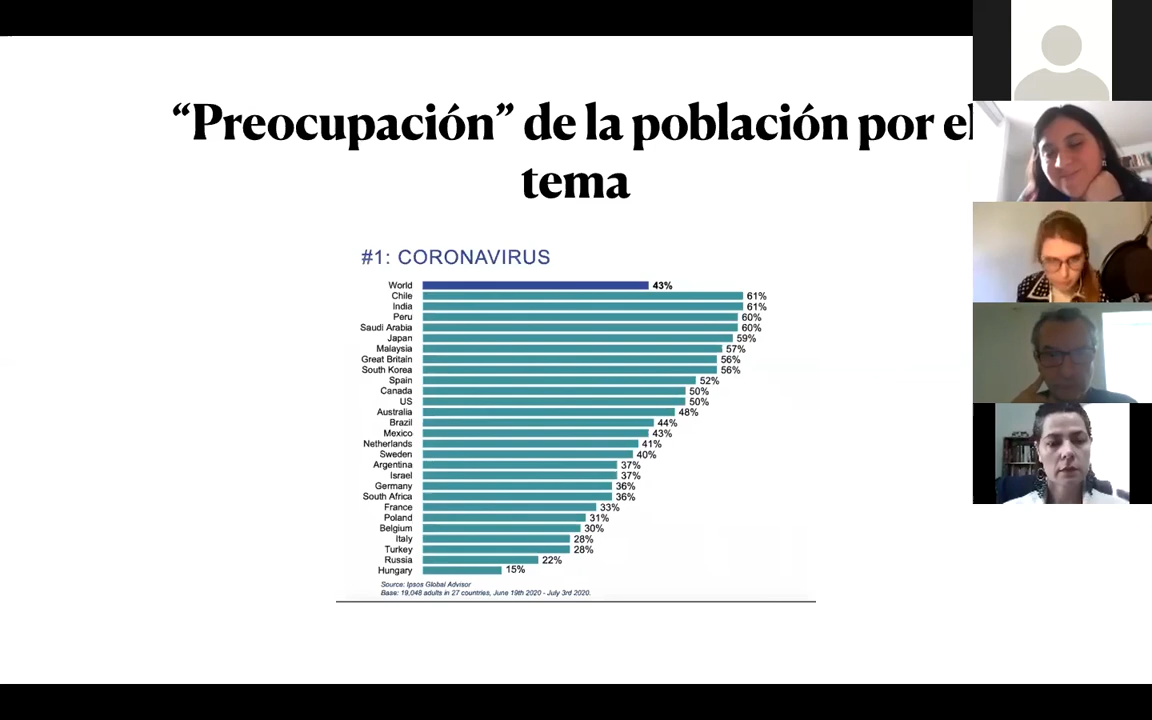 “Preocupación” de la población por el
tema
#1: CORONAVIRUS
World 43%
Chile 61%
India 61%
Peru 60%
Saudi Arabia 60%
Japan 59%
Malaysia 57%
Great Britain 56%
South Korea 56%
Spain 52%
Canada 50%
US 50%
Australia 48%
Brazil 44%
Mexico 43%
Netherlands 41%
Sweden 40%
Argentina 37%
Israel 37%
Germany 36%
South Africa 36%
France 33%
Poland 31%
Belgium 30%
Italy 28%
Turkey 28%
Russia 22%
Hungary 15%
Source: Ipsos Global Advisor
Base: 19,048 adults in 27 countries, June 19th 2020 - July 3rd 2020.